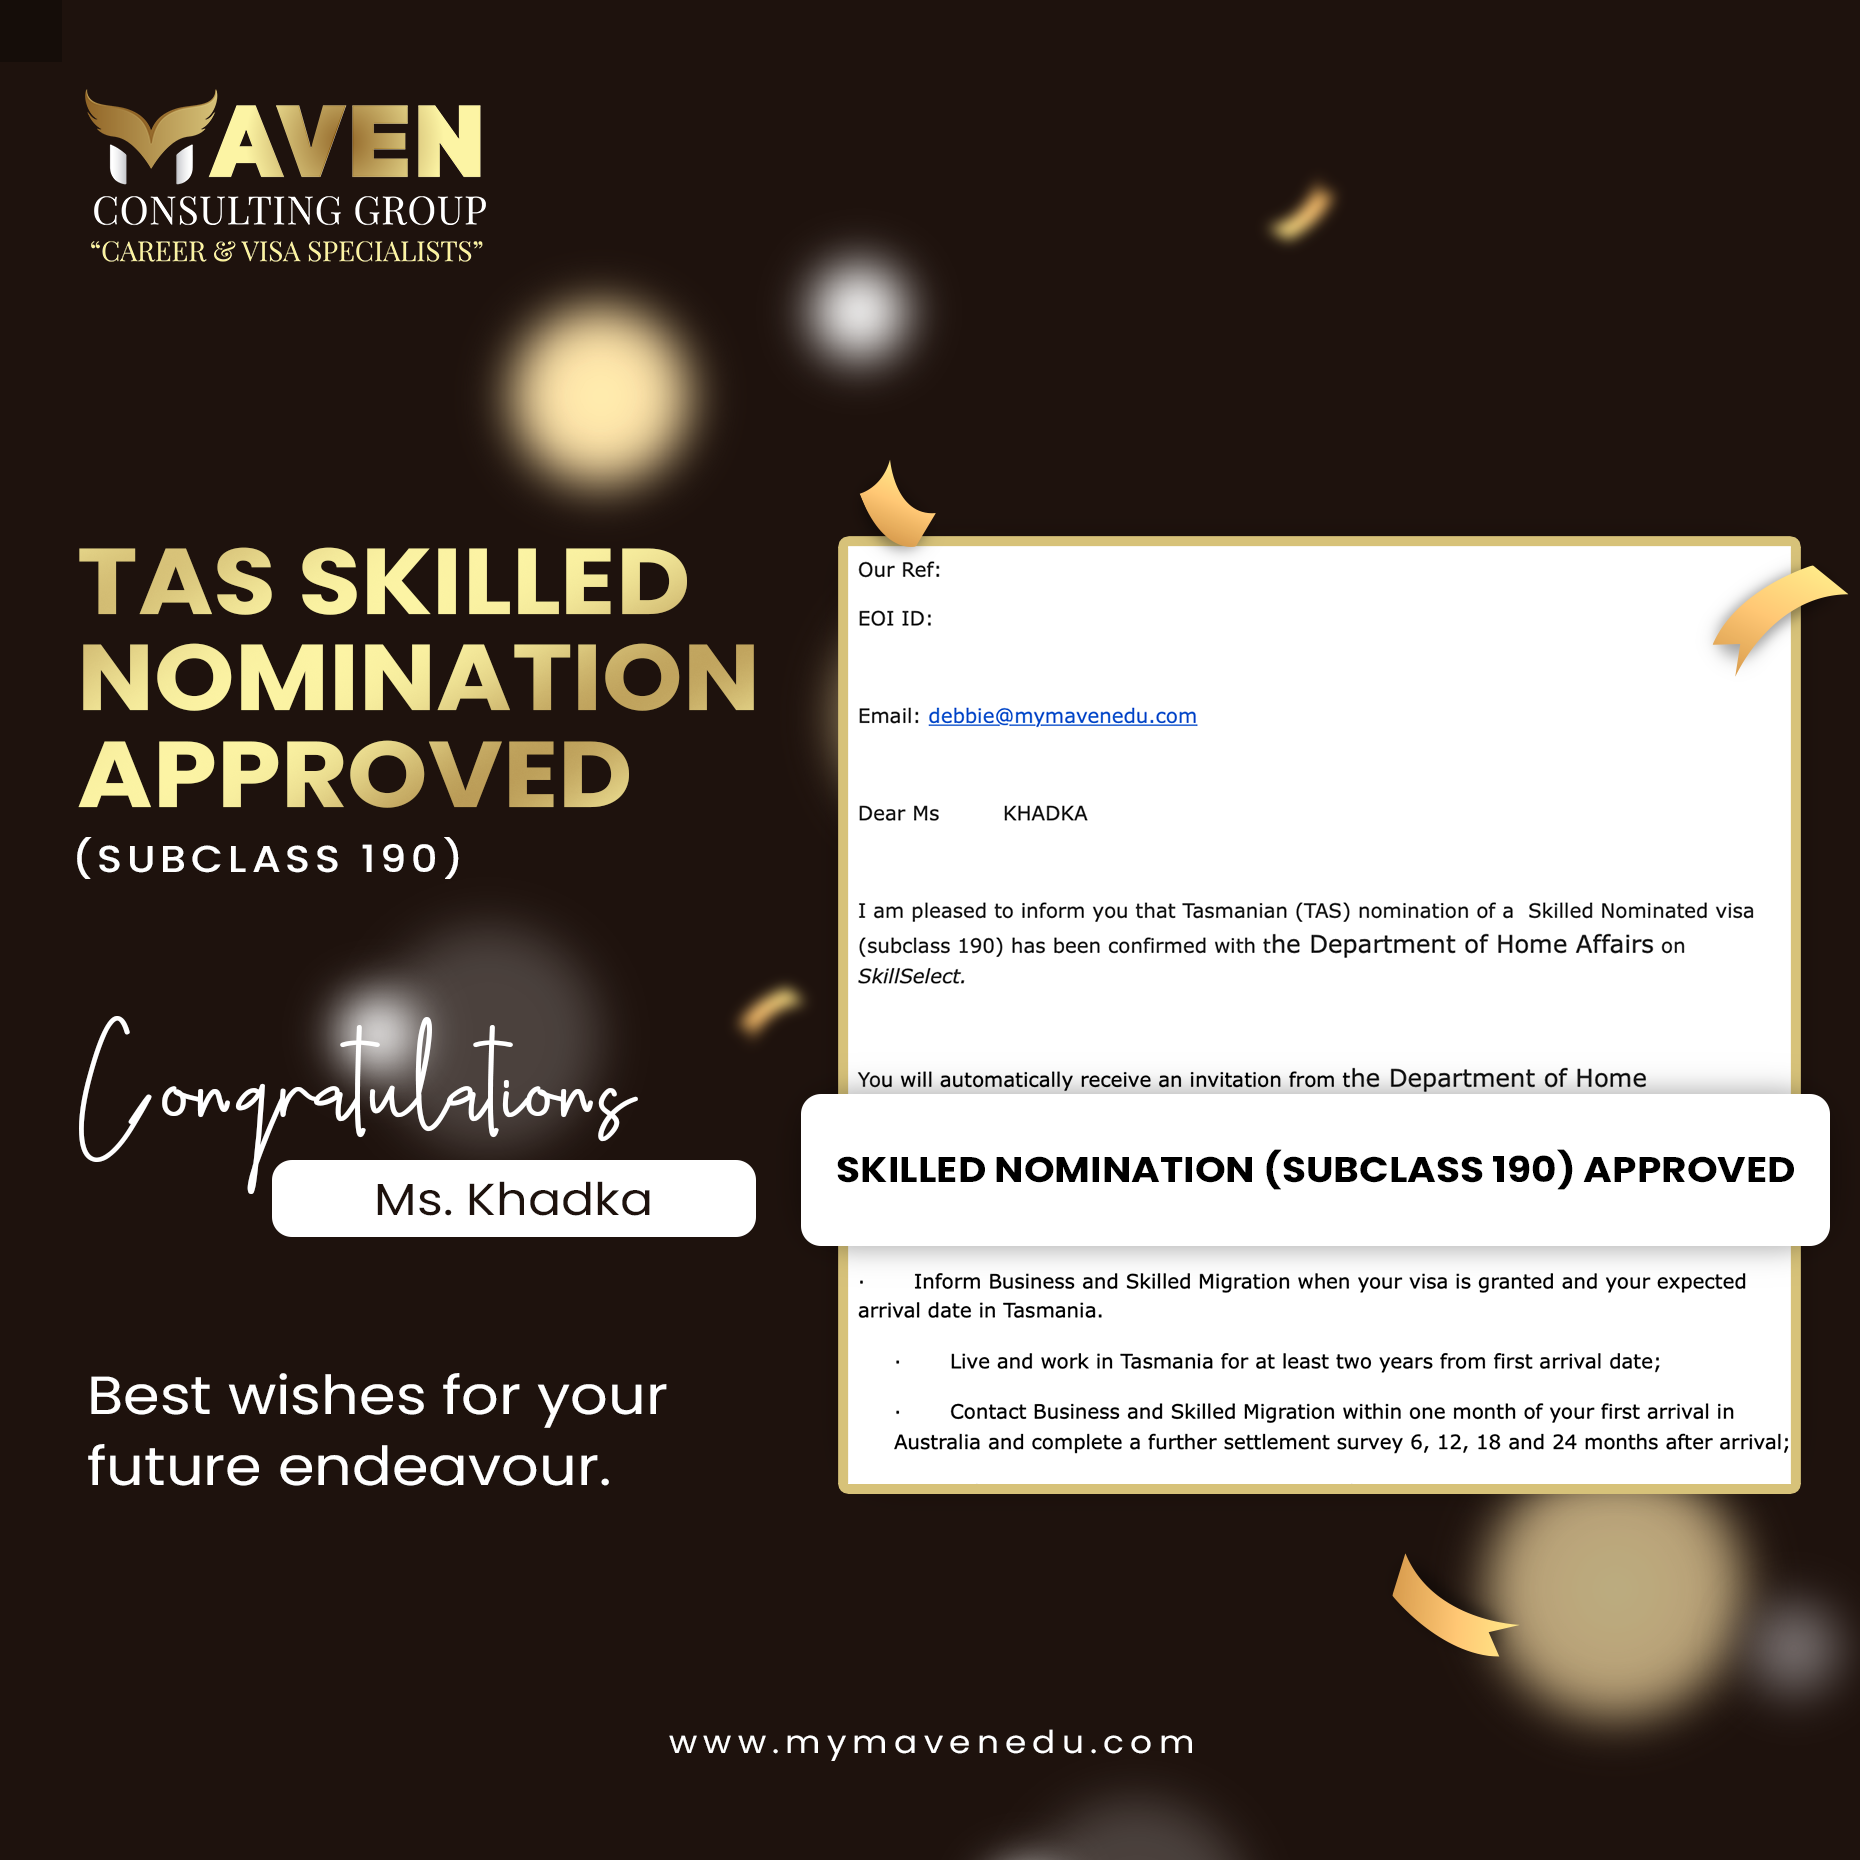 MAVEN
CONSULTING GROUP
“CAREER & VISA SPECIALISTS”
TAS SKILLED
NOMINATION
APPROVED
(SUBCLASS 190)
Congratulations
Ms. Khadka
Best wishes for your
future endeavour.
Our Ref:
EOI ID:
Email: debbie@mymavenedu.com
Dear Ms KHADKA
I am pleased to inform you that Tasmanian (TAS) nomination of a Skilled Nominated visa
(subclass 190) has been confirmed with the Department of Home Affairs on
SkillSelect.
You will automatically receive an invitation from the Department of Home
SKILLED NOMINATION (SUBCLASS 190) APPROVED
· Inform Business and Skilled Migration when your visa is granted and your expected
arrival date in Tasmania.
· Live and work in Tasmania for at least two years from first arrival date;
· Contact Business and Skilled Migration within one month of your first arrival in
Australia and complete a further settlement survey 6, 12, 18 and 24 months after arrival;
www.mymavenedu.com